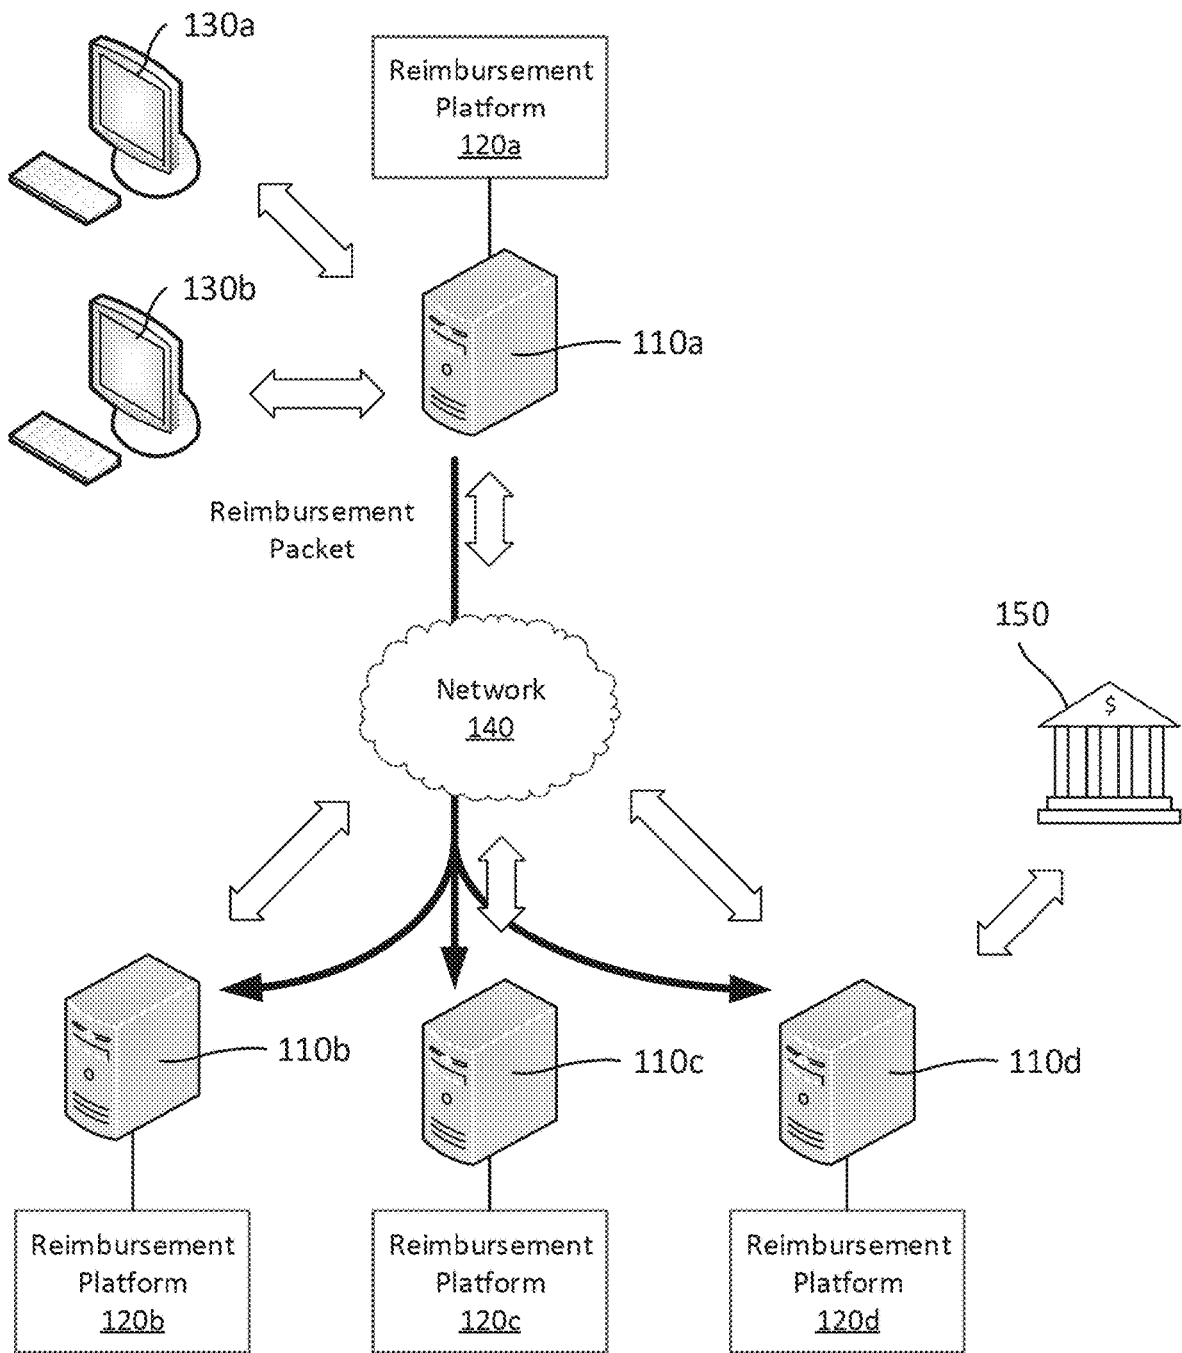 130a
Reimbursement
Platform
120a
130b
110a
Reimbursement
Packet
150
$
Network
140
110b
110c
110d
Reimbursement
Platform
120b
Reimbursement
Platform
120c
Reimbursement
Platform
120d